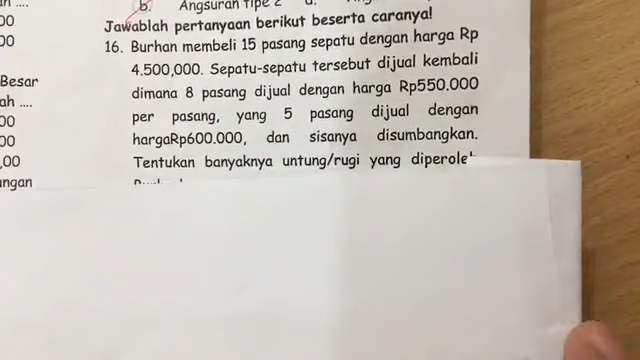 b. Angsuran Tipe 2 d.
Jawablah pertanyaan berikut beserta caranya!
16. Burhan membeli 15 pasang sepatu dengan harga Rp
4.500,000. Sepatu-sepatu tersebut dijual kembali
dimana 8 pasang dijual dengan harga Rp550.000
per pasang, yang 5 pasang dijual dengan
hargaRp600.000, dan sisanya disumbangkan.
Tentukan banyaknya untung/rugi yang diperole
00
00
Besar
ah ....
00
00
,00
ungan